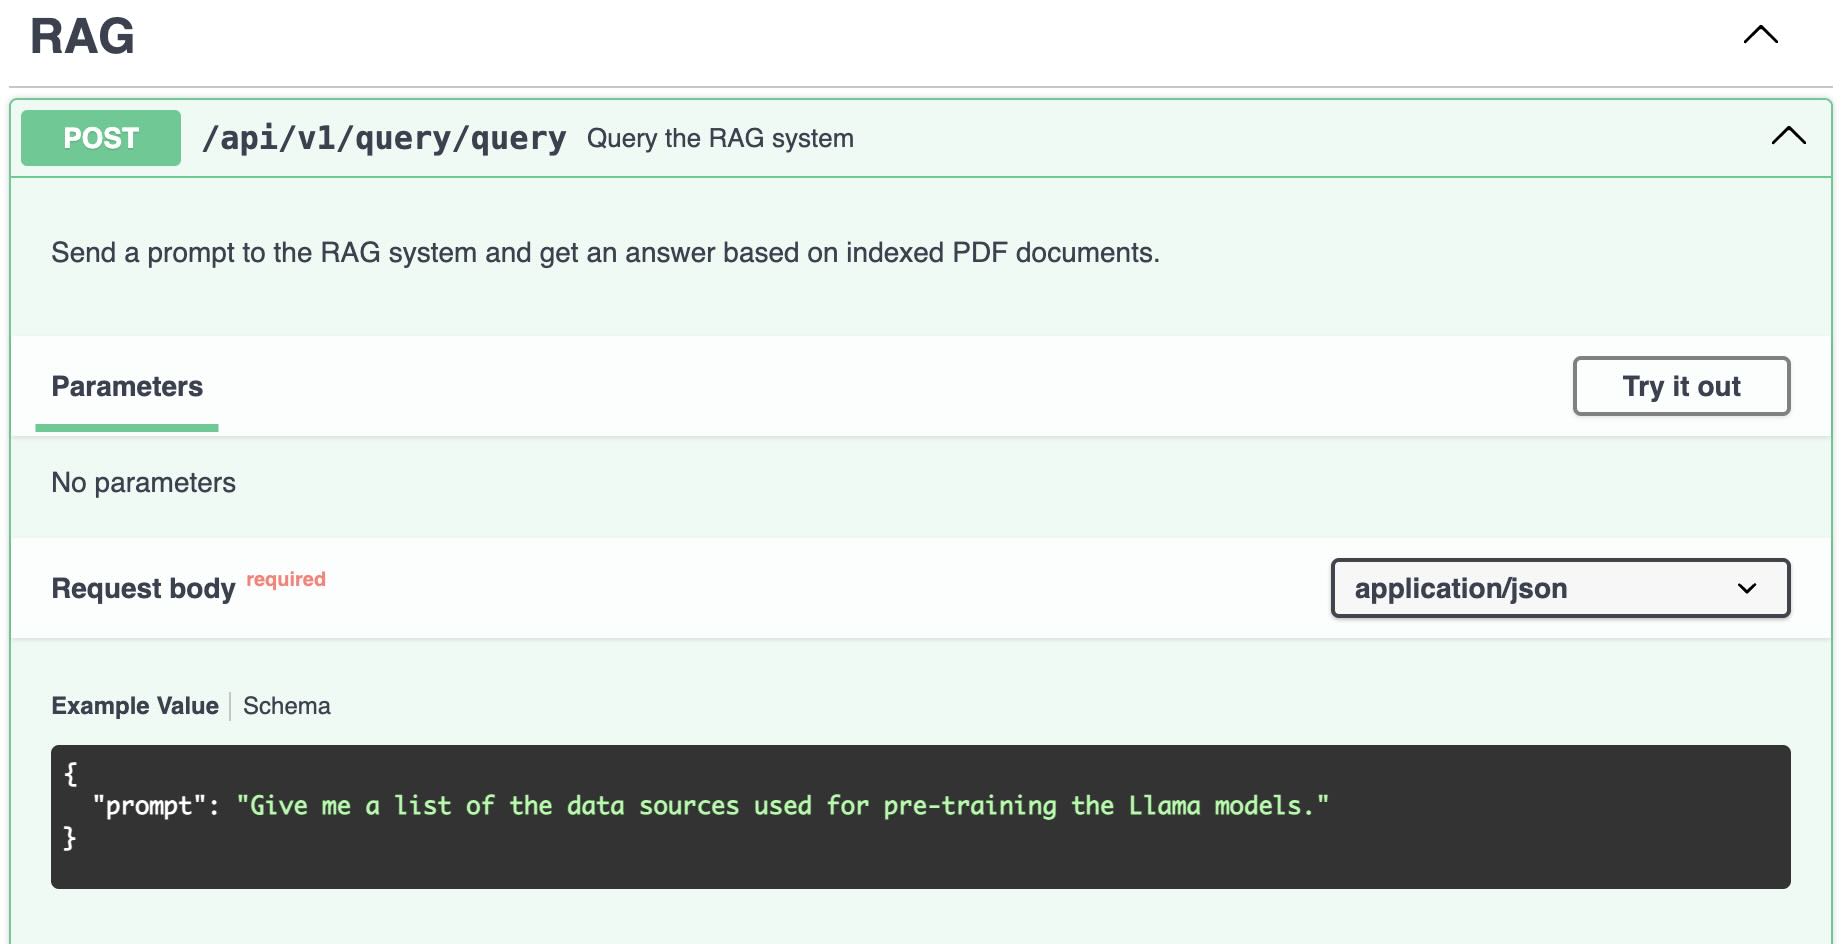 RAG
POST /api/v1/query/query Query the RAG system
Send a prompt to the RAG system and get an answer based on indexed PDF documents.
Parameters Try it out
No parameters
Request body required application/json
Example Value Schema
{
  "prompt": "Give me a list of the data sources used for pre-training the Llama models."
}